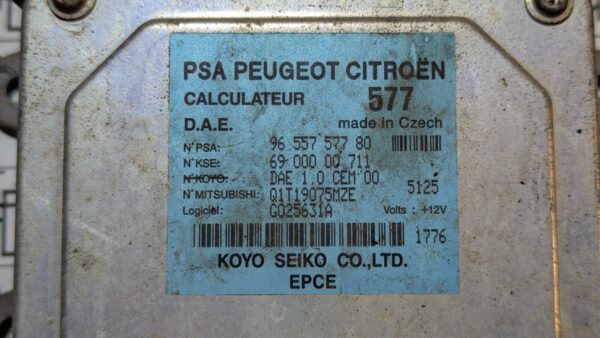 PSA PEUGEOT CITROËN
CALCULATEUR 577
D.A.E. made in Czech
N°PSA: 96 557 577 80
N°KSE: 69 000 00 711
N°KOYO: DAE 1.0 CEM 00
N°MITSUBISHI: Q1T19075MZE 5125
Logiciel: G025631A Volts : +12V
1776
KOYO SEIKO CO.,LTD.
EPCE